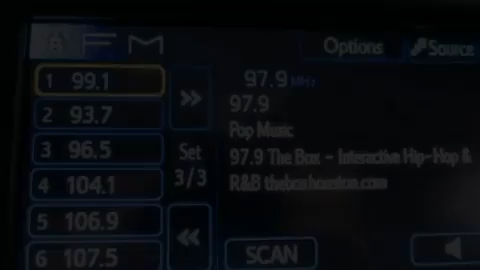 FM
Options
Source
1 99.1
2 93.7
3 96.5
4 104.1
5 106.9
6 107.5
Set
3/3
97.9 MHz
97.9
Pop Music
97.9 The Box - Interactive Hip-Hop &
R&B theboxhouston.com
SCAN